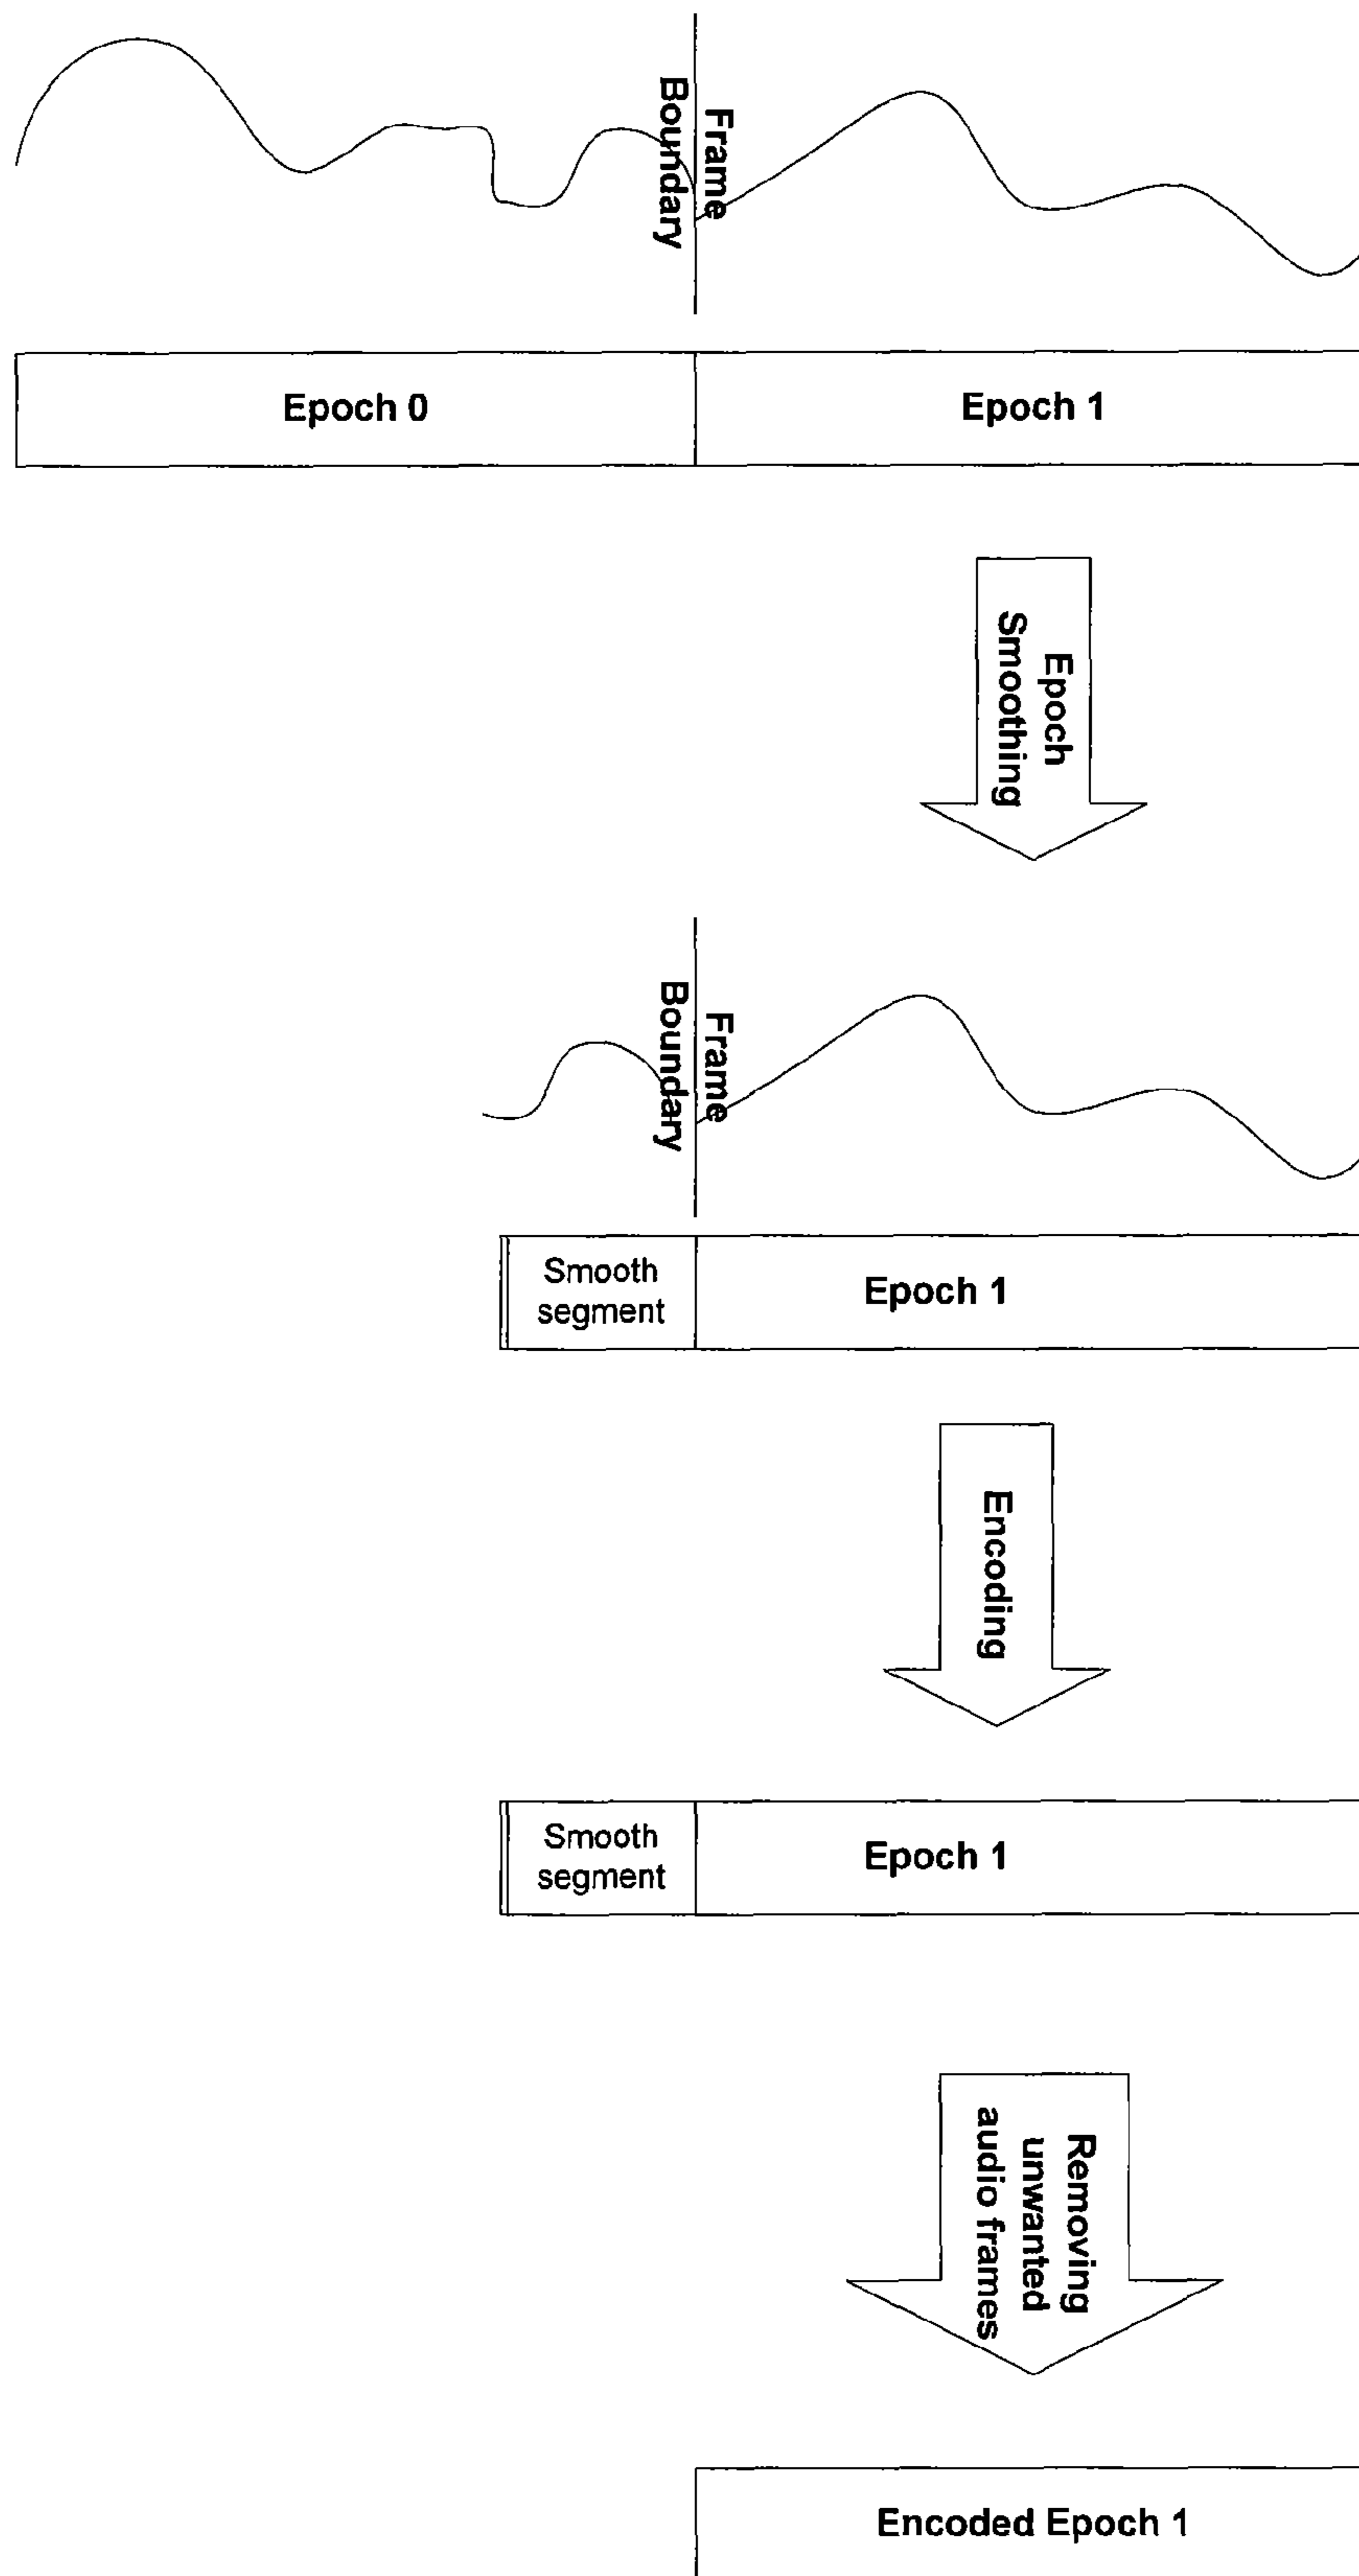 Frame
Boundary
Epoch 0
Epoch 1
Epoch
Smoothing
Frame
Boundary
Smooth
segment
Epoch 1
Encoding
Smooth
segment
Epoch 1
Removing
unwanted
audio frames
Encoded Epoch 1